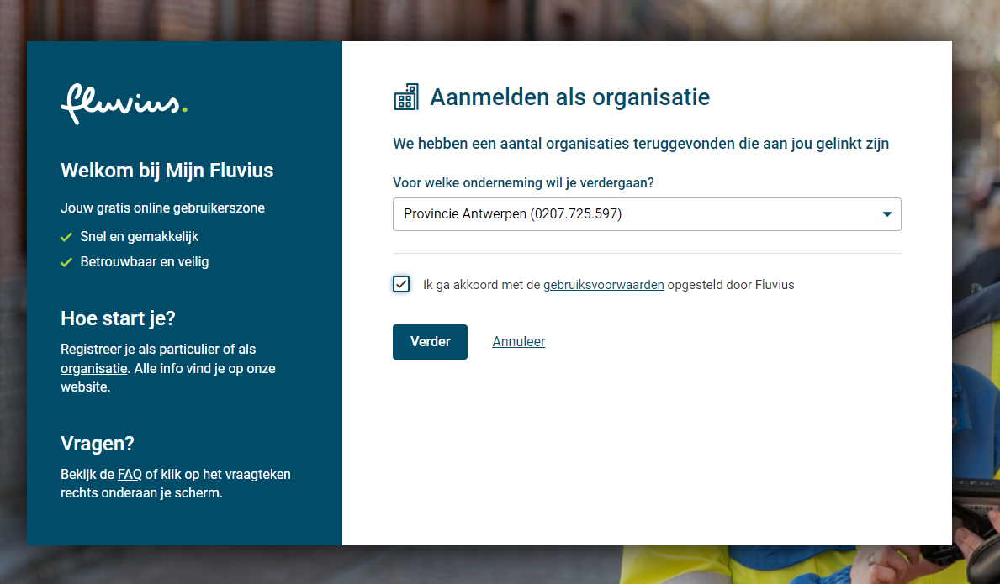 fluvius.
Welkom bij Mijn Fluvius
Jouw gratis online gebruikerszone
Snel en gemakkelijk
Betrouwbaar en veilig
Hoe start je?
Registreer je als particulier of als
organisatie. Alle info vind je op onze
website.
Vragen?
Bekijk de FAQ of klik op het vraagteken
rechts onderaan je scherm.
Aanmelden als organisatie
We hebben een aantal organisaties teruggevonden die aan jou gelinkt zijn
Voor welke onderneming wil je verdergaan?
Provincie Antwerpen (0207.725.597)
Ik ga akkoord met de gebruiksvoorwaarden opgesteld door Fluvius
Verder
Annuleer